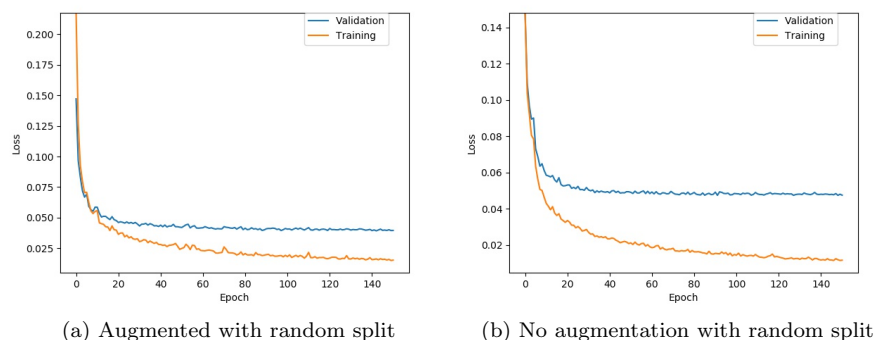 Validation
Training
0.200
0.175
0.150
0.125
0.100
0.075
0.050
0.025
Loss
0 20 40 60 80 100 120 140
Epoch
(a) Augmented with random split
Validation
Training
0.14
0.12
0.10
0.08
0.06
0.04
0.02
Loss
0 20 40 60 80 100 120 140
Epoch
(b) No augmentation with random split